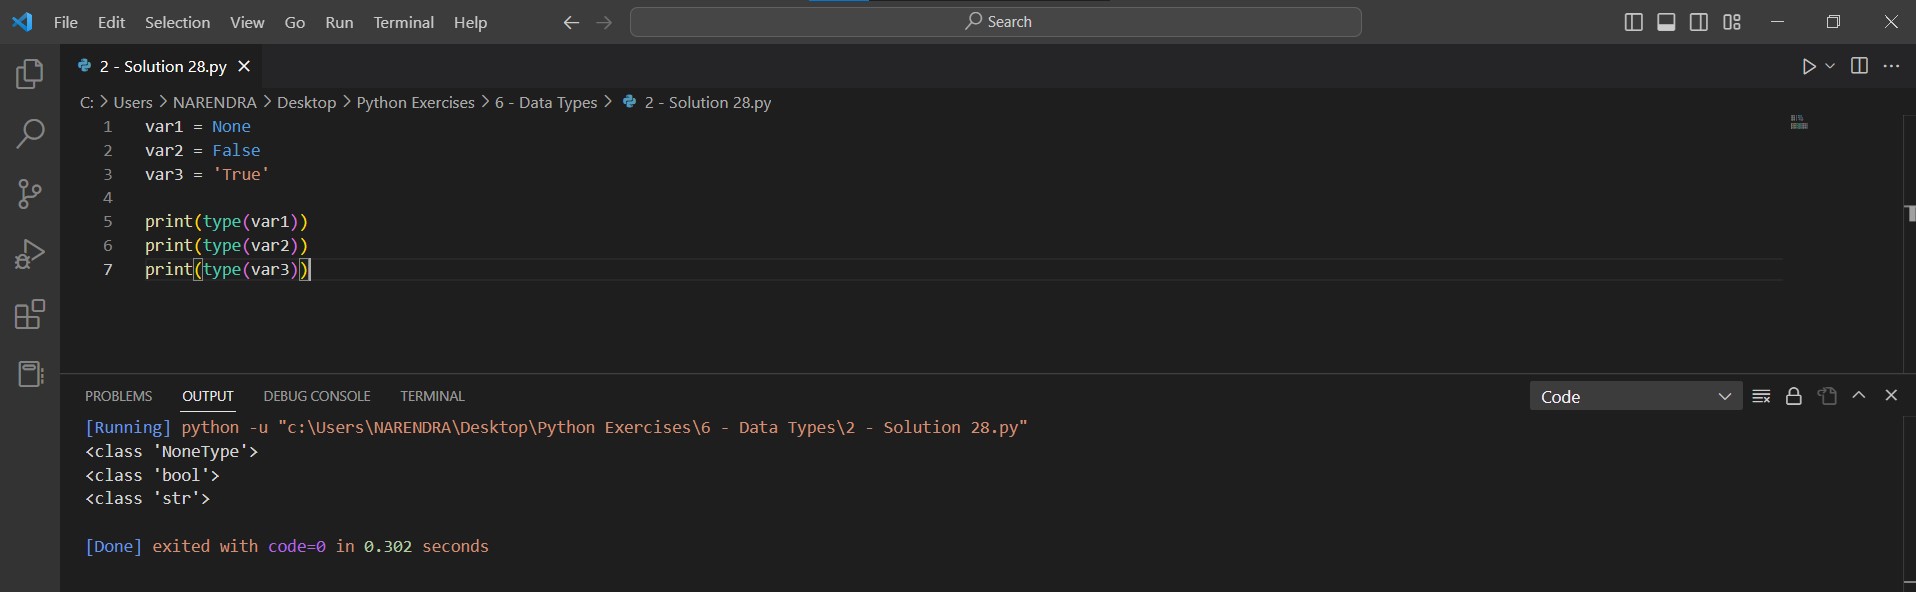 File Edit Selection View Go Run Terminal Help Search
2 - Solution 28.py
C: > Users > NARENDRA > Desktop > Python Exercises > 6 - Data Types > 2 - Solution 28.py
1 var1 = None
2 var2 = False
3 var3 = 'True'
4
5 print(type(var1))
6 print(type(var2))
7 print(type(var3))
PROBLEMS OUTPUT DEBUG CONSOLE TERMINAL Code
[Running] python -u "c:\Users\NARENDRA\Desktop\Python Exercises\6 - Data Types\2 - Solution 28.py"
<class 'NoneType'>
<class 'bool'>
<class 'str'>
[Done] exited with code=0 in 0.302 seconds